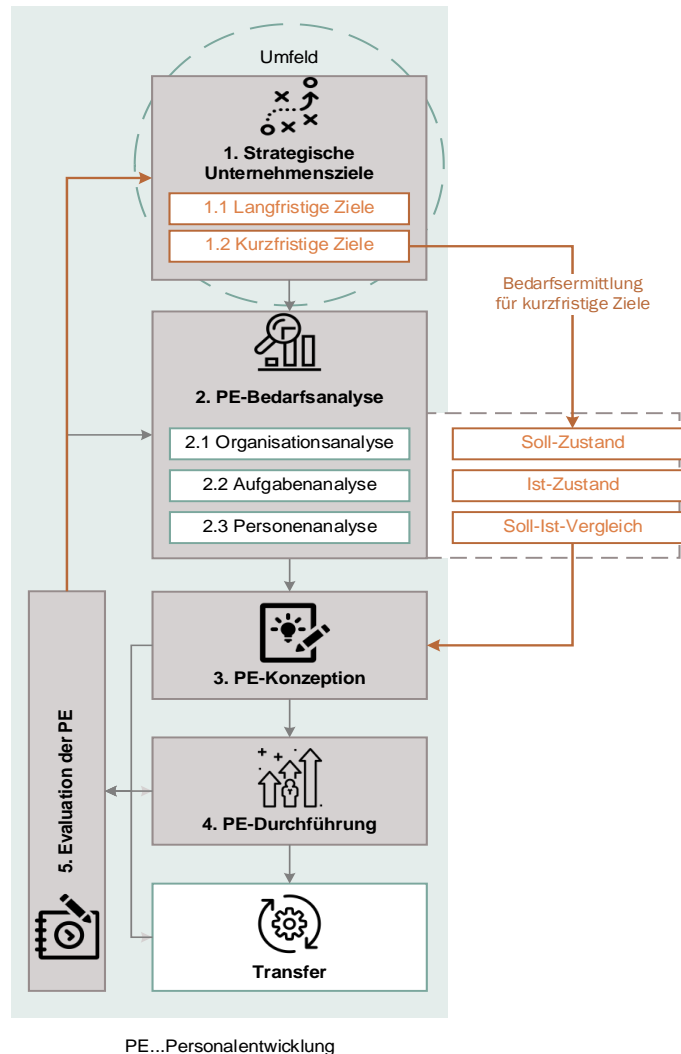 Umfeld
1. Strategische
Unternehmensziele
1.1 Langfristige Ziele
1.2 Kurzfristige Ziele
Bedarfsermittlung
für kurzfristige Ziele
2. PE-Bedarfsanalyse
2.1 Organisationsanalyse
2.2 Aufgabenanalyse
2.3 Personenanalyse
Soll-Zustand
Ist-Zustand
Soll-Ist-Vergleich
3. PE-Konzeption
4. PE-Durchführung
5. Evaluation der PE
Transfer
PE...Personalentwicklung